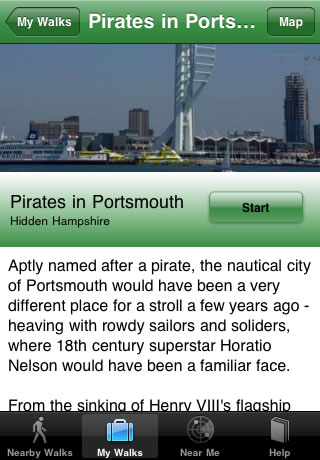 My Walks
Pirates in Ports...
Map
Pirates in Portsmouth
Hidden Hampshire
Start
Aptly named after a pirate, the nautical city
of Portsmouth would have been a very
different place for a stroll a few years ago -
heaving with rowdy sailors and soliders,
where 18th century superstar Horatio
Nelson would have been a familiar face.
From the sinking of Henry VIII's flagship
Nearby Walks
My Walks
Near Me
Help